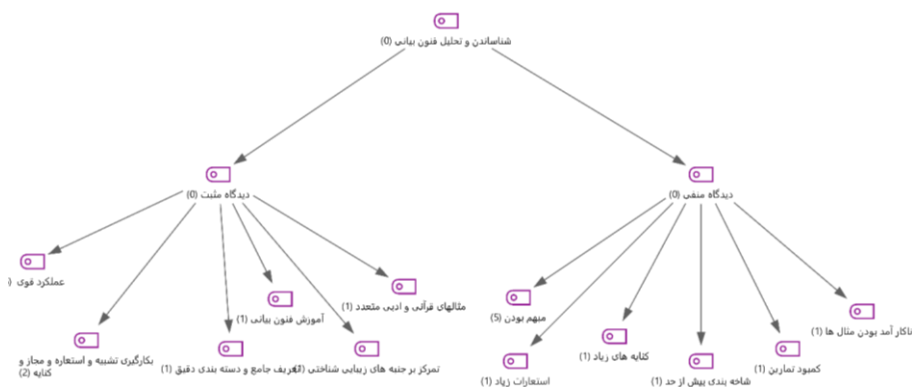 شناساندن و تحلیل فنون بیانی (0)
دیدگاه مثبت (0)
دیدگاه منفی (0)
عملکرد قوی
مثالهای قرآنی و ادبی متعدد (1)
آموزش فنون بیانی (1)
بکارگیری تشبیه و استعاره و مجاز و
کنایه (2)
تعریف جامع و دسته بندی دقیق (1)
تمرکز بر جنبه های زیبایی شناختی
مبهم بودن (5)
ناکار آمد بودن مثال ها (1)
کنایه های زیاد (1)
استعارات زیاد (1)
شاخه بندی بیش از حد (1)
کمبود تمارین (1)